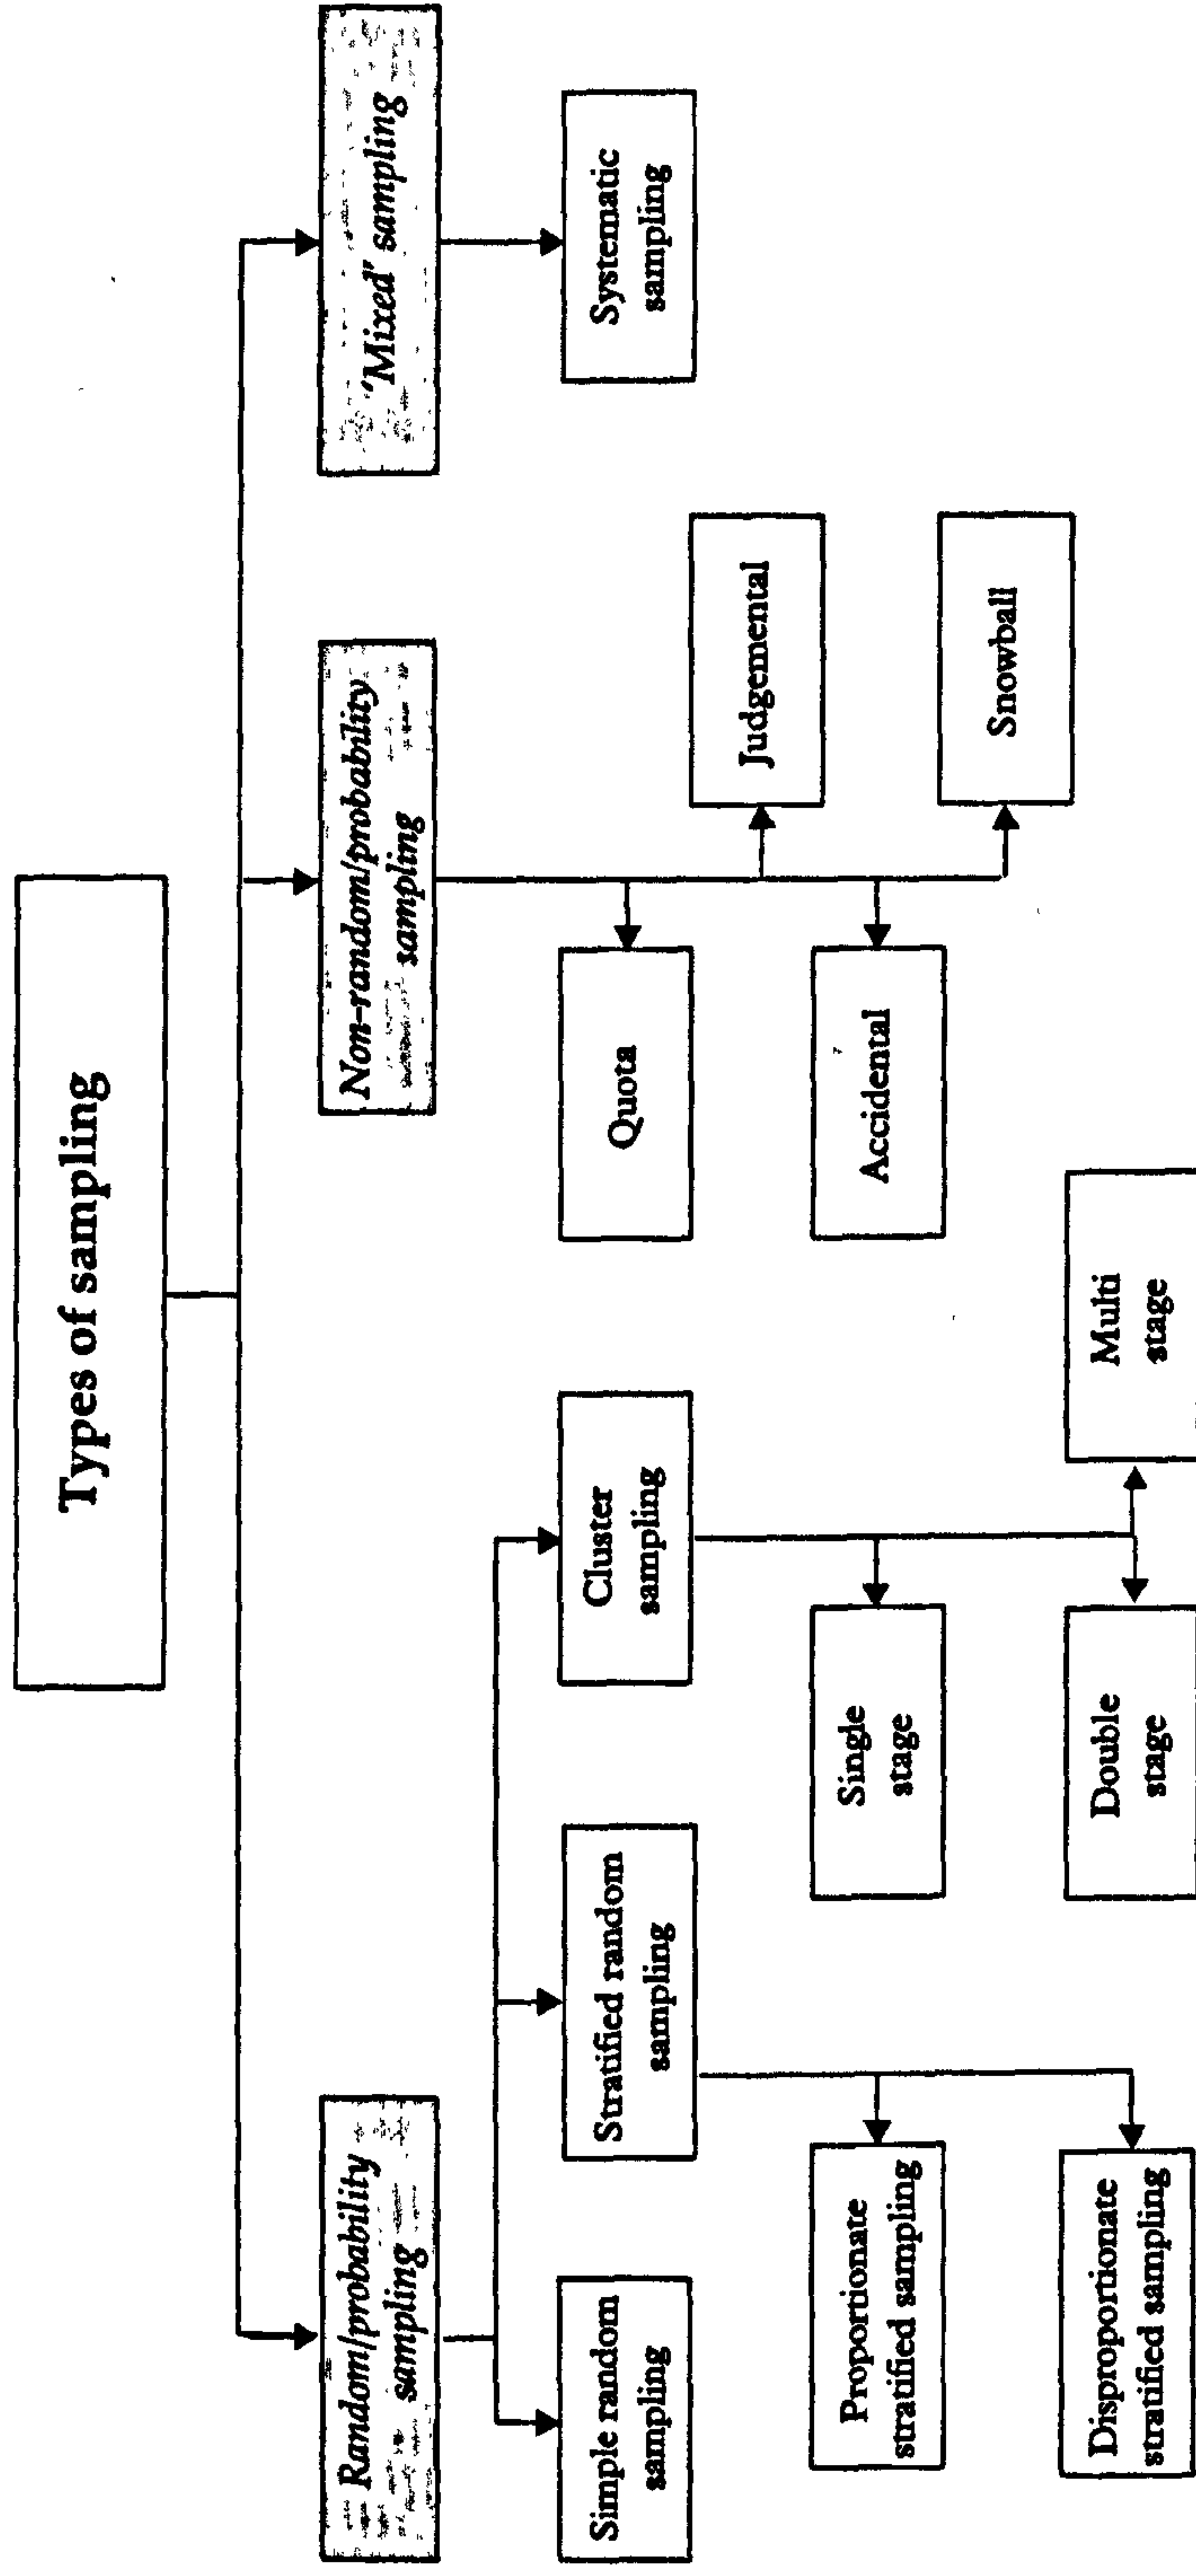 Types of sampling
Random/probability
sampling
Non-random/probability
sampling
'Mixed' sampling
Simple random
sampling
Stratified random
sampling
Cluster
sampling
Quota
Judgemental
Systematic
sampling
Proportionate
stratified sampling
Single
stage
Accidental
Snowball
Disproportionate
stratified sampling
Double
stage
Multi
stage